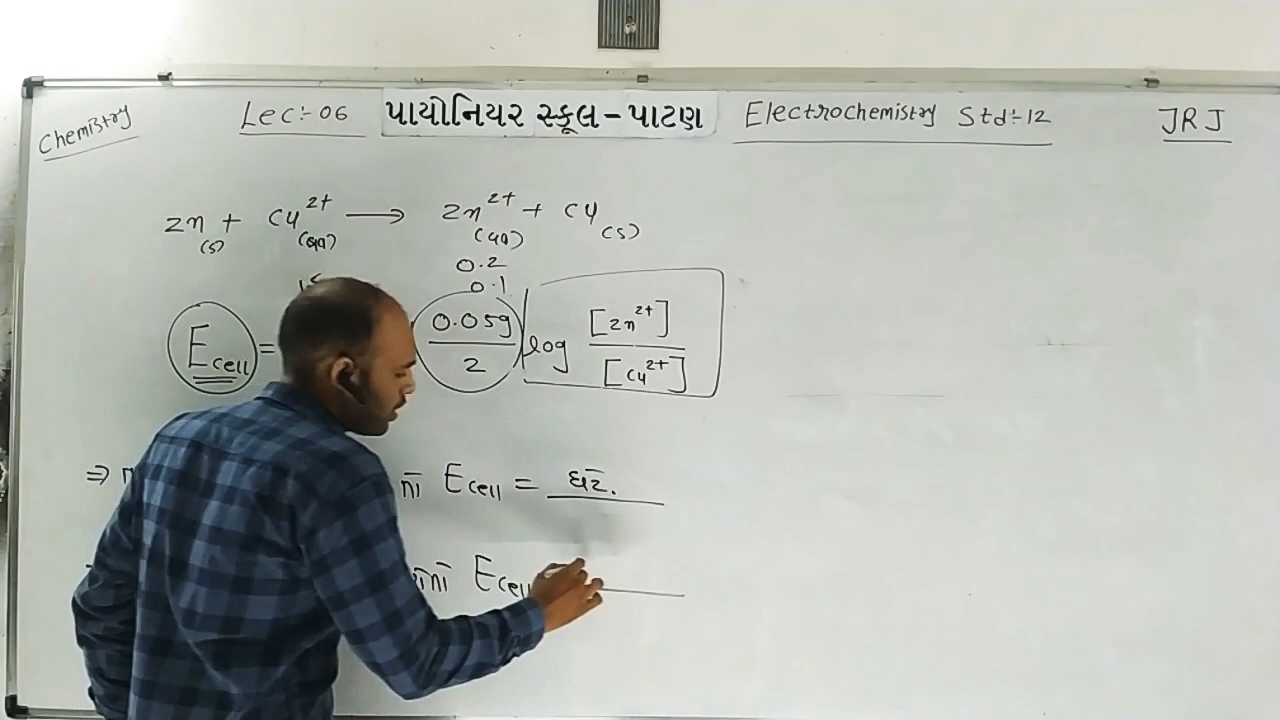 Chemistry
Lec:-06 પાયોનિયર સ્કૂલ - પાટણ Electrochemistry Std:-12 JRJ
Zn(s) + Cu²⁺(aq) ⟶ Zn²⁺(aq) + Cu(s)
0.2
0.1
Ecell = 0.059/2 log [Zn²⁺]/[Cu²⁺]
⇒ Ecell = ઘટે.
Ecell